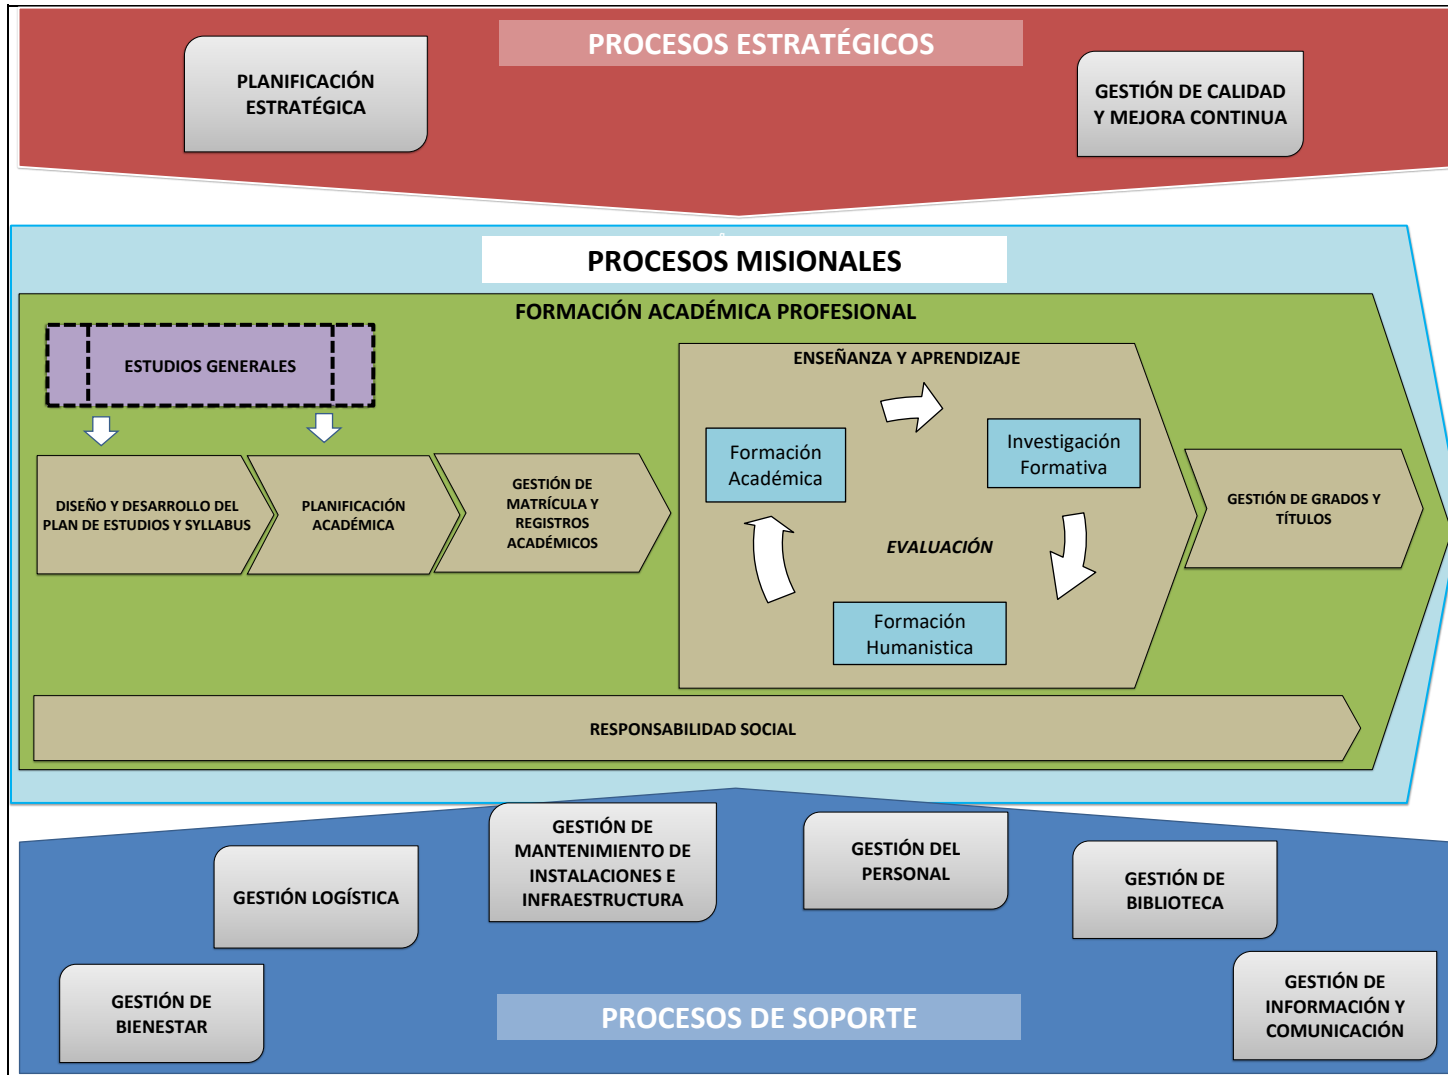 PROCESOS ESTRATÉGICOS
PLANIFICACIÓN
ESTRATÉGICA
GESTIÓN DE CALIDAD
Y MEJORA CONTINUA
PROCESOS MISIONALES
FORMACIÓN ACADÉMICA PROFESIONAL
ESTUDIOS GENERALES
DISEÑO Y DESARROLLO DEL
PLAN DE ESTUDIOS Y SYLLABUS
PLANIFICACIÓN
ACADÉMICA
GESTIÓN DE
MATRÍCULA Y
REGISTROS
ACADÉMICOS
ENSEÑANZA Y APRENDIZAJE
Formación
Académica
Investigación
Formativa
EVALUACIÓN
Formación
Humanistica
GESTIÓN DE GRADOS Y
TÍTULOS
RESPONSABILIDAD SOCIAL
GESTIÓN DE
BIENESTAR
GESTIÓN LOGÍSTICA
GESTIÓN DE
MANTENIMIENTO DE
INSTALACIONES E
INFRAESTRUCTURA
GESTIÓN DEL
PERSONAL
GESTIÓN DE
BIBLIOTECA
GESTIÓN DE
INFORMACIÓN Y
COMUNICACIÓN
PROCESOS DE SOPORTE